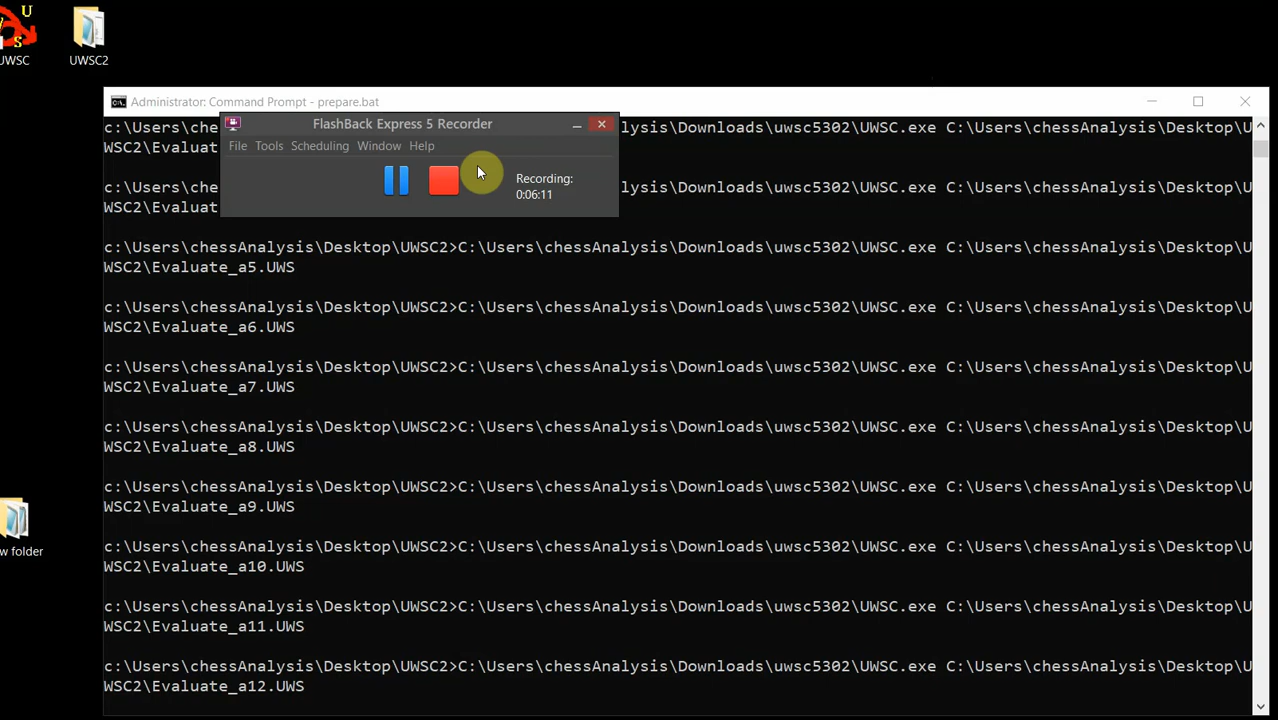 U
S
UWSC
UWSC2
Administrator: Command Prompt - prepare.bat
FlashBack Express 5 Recorder
File Tools Scheduling Window Help
Recording:
0:06:11
c:\Users\che
lysis\Downloads\uwsc5302\UWSC.exe C:\Users\chessAnalysis\Desktop\U
WSC2\Evaluat
lysis\Downloads\uwsc5302\UWSC.exe C:\Users\chessAnalysis\Desktop\U
WSC2\Evaluat
c:\Users\chessAnalysis\Desktop\UWSC2>C:\Users\chessAnalysis\Downloads\uwsc5302\UWSC.exe C:\Users\chessAnalysis\Desktop\U
WSC2\Evaluate_a5.UWS
c:\Users\chessAnalysis\Desktop\UWSC2>C:\Users\chessAnalysis\Downloads\uwsc5302\UWSC.exe C:\Users\chessAnalysis\Desktop\U
WSC2\Evaluate_a6.UWS
c:\Users\chessAnalysis\Desktop\UWSC2>C:\Users\chessAnalysis\Downloads\uwsc5302\UWSC.exe C:\Users\chessAnalysis\Desktop\U
WSC2\Evaluate_a7.UWS
c:\Users\chessAnalysis\Desktop\UWSC2>C:\Users\chessAnalysis\Downloads\uwsc5302\UWSC.exe C:\Users\chessAnalysis\Desktop\U
WSC2\Evaluate_a8.UWS
c:\Users\chessAnalysis\Desktop\UWSC2>C:\Users\chessAnalysis\Downloads\uwsc5302\UWSC.exe C:\Users\chessAnalysis\Desktop\U
WSC2\Evaluate_a9.UWS
c:\Users\chessAnalysis\Desktop\UWSC2>C:\Users\chessAnalysis\Downloads\uwsc5302\UWSC.exe C:\Users\chessAnalysis\Desktop\U
WSC2\Evaluate_a10.UWS
c:\Users\chessAnalysis\Desktop\UWSC2>C:\Users\chessAnalysis\Downloads\uwsc5302\UWSC.exe C:\Users\chessAnalysis\Desktop\U
WSC2\Evaluate_a11.UWS
c:\Users\chessAnalysis\Desktop\UWSC2>C:\Users\chessAnalysis\Downloads\uwsc5302\UWSC.exe C:\Users\chessAnalysis\Desktop\U
WSC2\Evaluate_a12.UWS
w folder